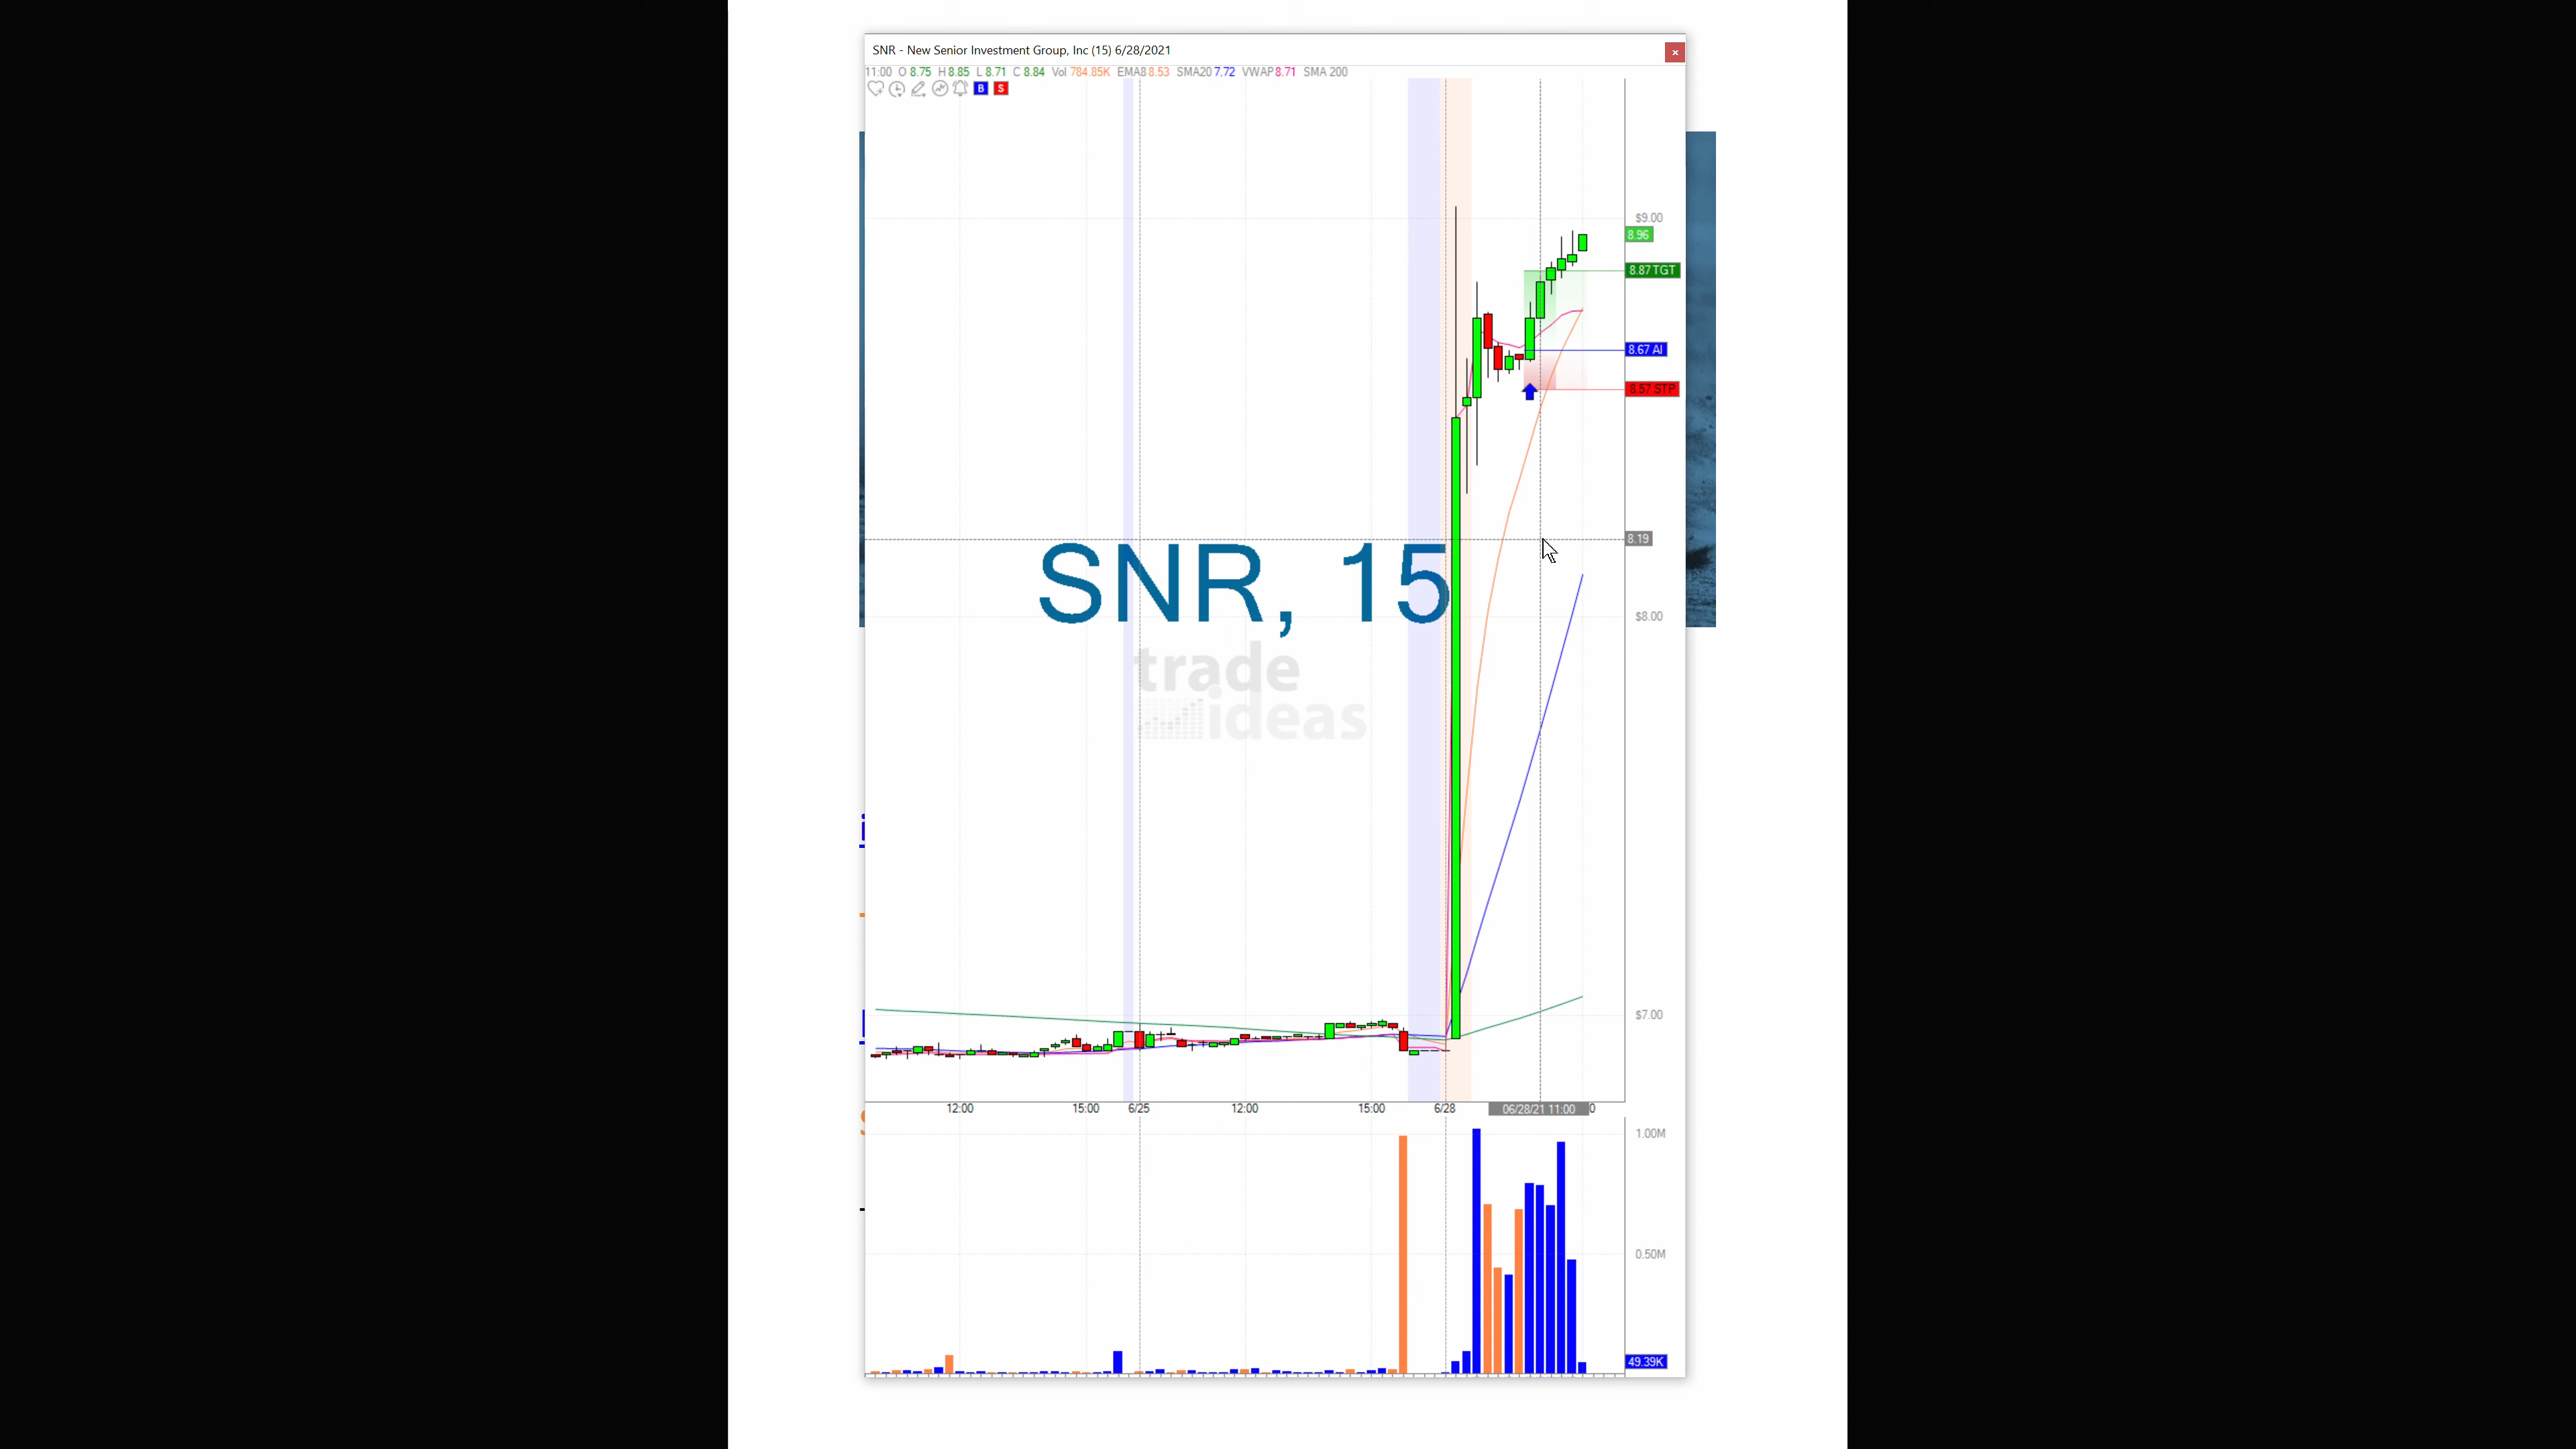 SNR - New Senior Investment Group, Inc (15) 6/28/2021
11:00 O 8.75 H 8.85 L 8.71 C 8.84 Vol 784.85K EMA8 8.53 SMA20 7.72 VWAP 8.71 SMA 200
B S
$9.00
8.96
8.87 TGT
8.67 AI
8.57 STP
8.19
SNR, 15
$8.00
trade
ideas
$7.00
12:00 15:00 6/25 12:00 15:00 6/28 06/28/21 11:00 0
1.00M
0.50M
49.39K